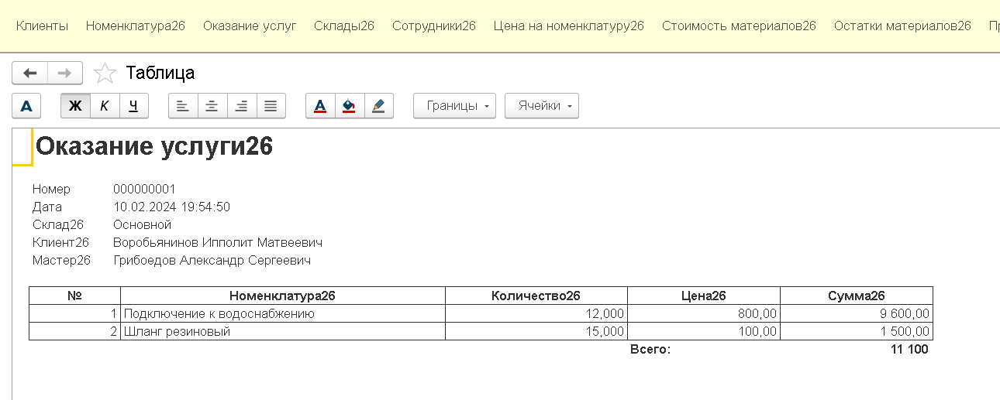 Клиенты Номенклатура26 Оказание услуг Склады26 Сотрудники26 Цена на номенклатуру26 Стоимость материалов26 Остатки материалов26
Таблица
А Ж К Ч А Границы Ячейки
Оказание услуги26
Номер 000000001
Дата 10.02.2024 19:54:50
Склад26 Основной
Клиент26 Воробьянинов Ипполит Матвеевич
Мастер26 Грибоедов Александр Сергеевич
№ Номенклатура26 Количество26 Цена26 Сумма26
1 Подключение к водоснабжению 12,000 800,00 9 600,00
2 Шланг резиновый 15,000 100,00 1 500,00
Всего: 11 100